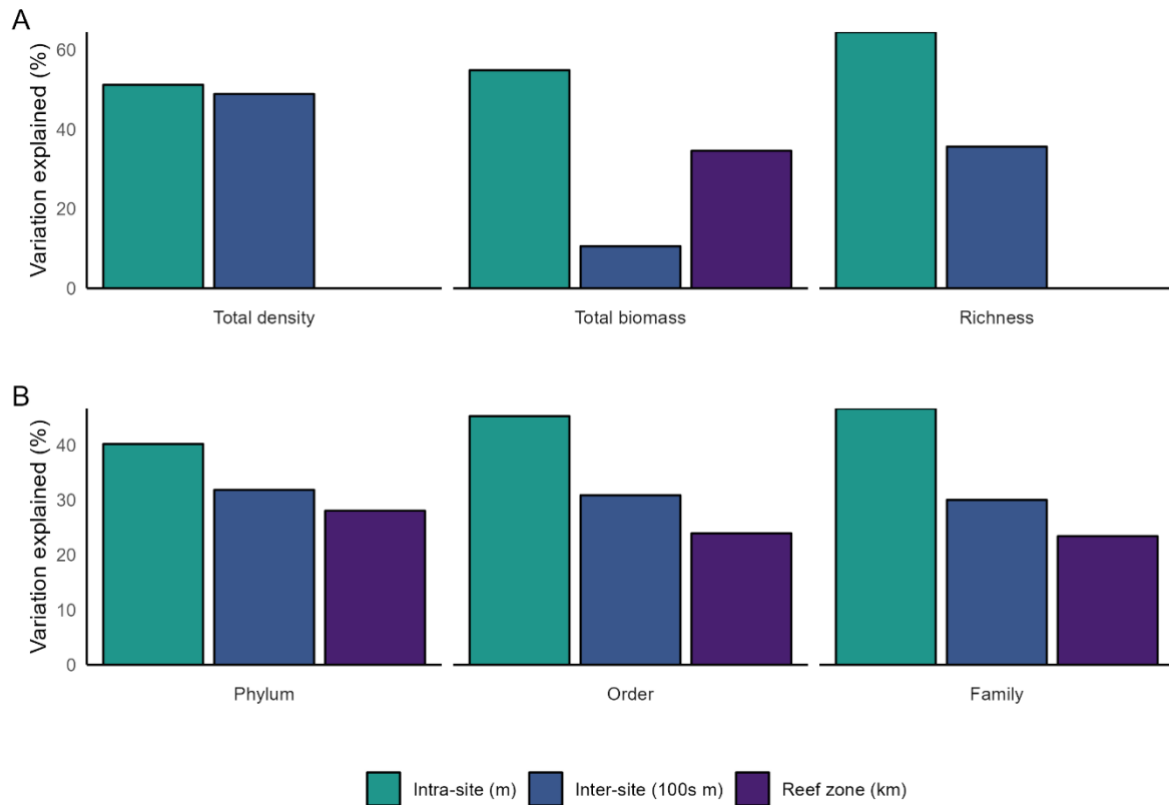 A
Variation explained (%)
60
40
20
0
Total density
Total biomass
Richness
B
Variation explained (%)
40
30
20
10
0
Phylum
Order
Family
Intra-site (m)
Inter-site (100s m)
Reef zone (km)